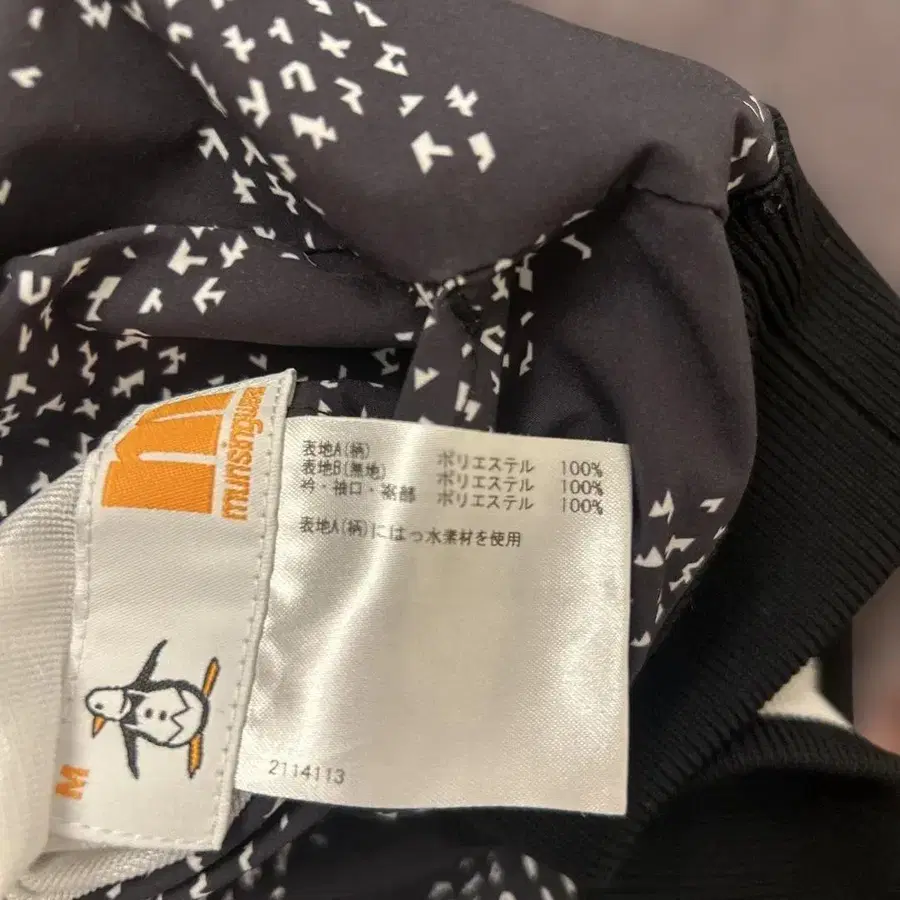 munsingwear
M
表地A(柄) ポリエステル 100%
表地B(無地) ポリエステル 100%
衿・袖口・裾部 ポリエステル 100%
表地A(柄)にはっ水素材を使用
2114113